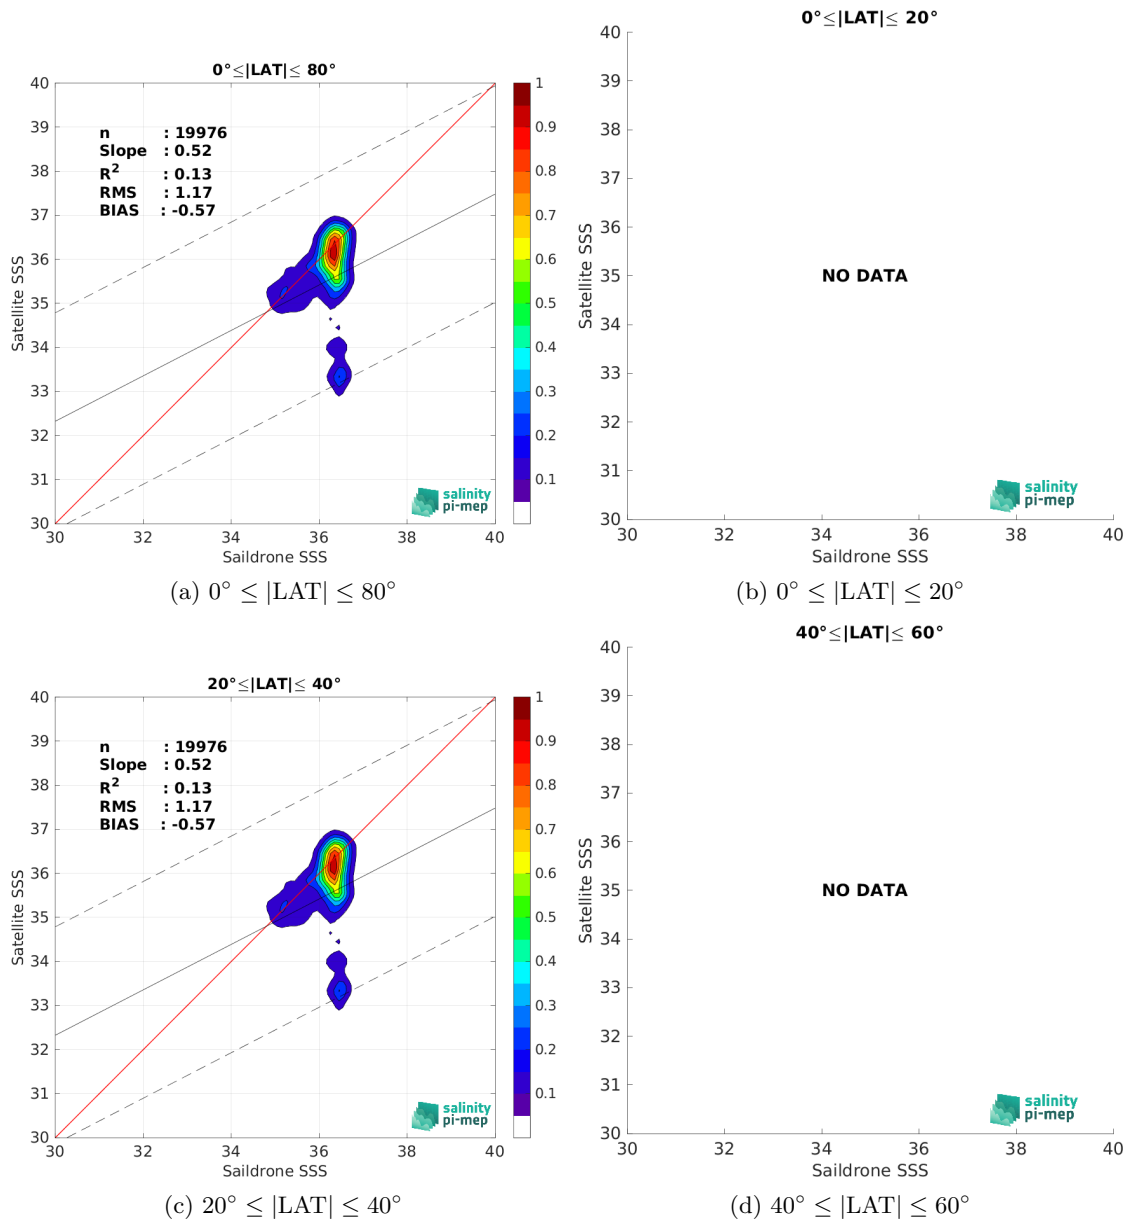 0°≤|LAT|≤ 80°
40
39
38
37
36
35
34
33
32
31
30
Satellite SSS
n : 19976
Slope : 0.52
R² : 0.13
RMS : 1.17
BIAS : -0.57
salinity
pi-mep
30 32 34 36 38 40
Saildrone SSS
1
0.9
0.8
0.7
0.6
0.5
0.4
0.3
0.2
0.1
(a) 0° ≤ |LAT| ≤ 80°
0°≤|LAT|≤ 20°
40
39
38
37
36
35
34
33
32
31
30
Satellite SSS
NO DATA
salinity
pi-mep
30 32 34 36 38 40
Saildrone SSS
(b) 0° ≤ |LAT| ≤ 20°
20°≤|LAT|≤ 40°
40
39
38
37
36
35
34
33
32
31
30
Satellite SSS
n : 19976
Slope : 0.52
R² : 0.13
RMS : 1.17
BIAS : -0.57
salinity
pi-mep
30 32 34 36 38 40
Saildrone SSS
1
0.9
0.8
0.7
0.6
0.5
0.4
0.3
0.2
0.1
(c) 20° ≤ |LAT| ≤ 40°
40°≤|LAT|≤ 60°
40
39
38
37
36
35
34
33
32
31
30
Satellite SSS
NO DATA
salinity
pi-mep
30 32 34 36 38 40
Saildrone SSS
(d) 40° ≤ |LAT| ≤ 60°